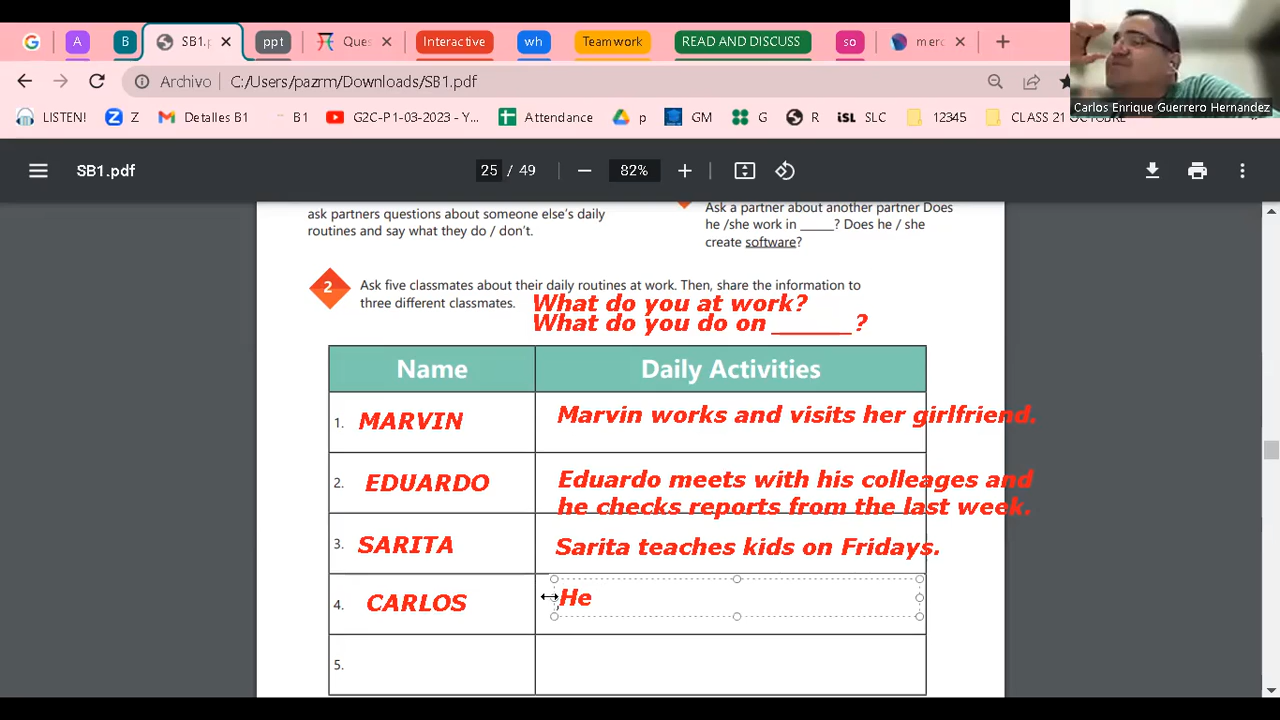 G A B SB1.p ppt Ques Interactive wh Teamwork READ AND DISCUSS so merc
Archivo C:/Users/pazrm/Downloads/SB1.pdf
Carlos Enrique Guerrero Hernandez
LISTEN! Z Detalles B1 B1 G2C-P1-03-2023 - Y... Attendance p GM G R iSL SLC 12345 CLASS 21 OCTUBRE
SB1.pdf 25 / 49 82%
ask partners questions about someone else's daily
routines and say what they do / don't.
Ask a partner about another partner Does
he /she work in _____? Does he / she
create software?
2 Ask five classmates about their daily routines at work. Then, share the information to
three different classmates.
What do you at work?
What do you do on ______?
Name Daily Activities
1. MARVIN Marvin works and visits her girlfriend.
2. EDUARDO Eduardo meets with his colleages and
he checks reports from the last week.
3. SARITA Sarita teaches kids on Fridays.
4. CARLOS He
5.